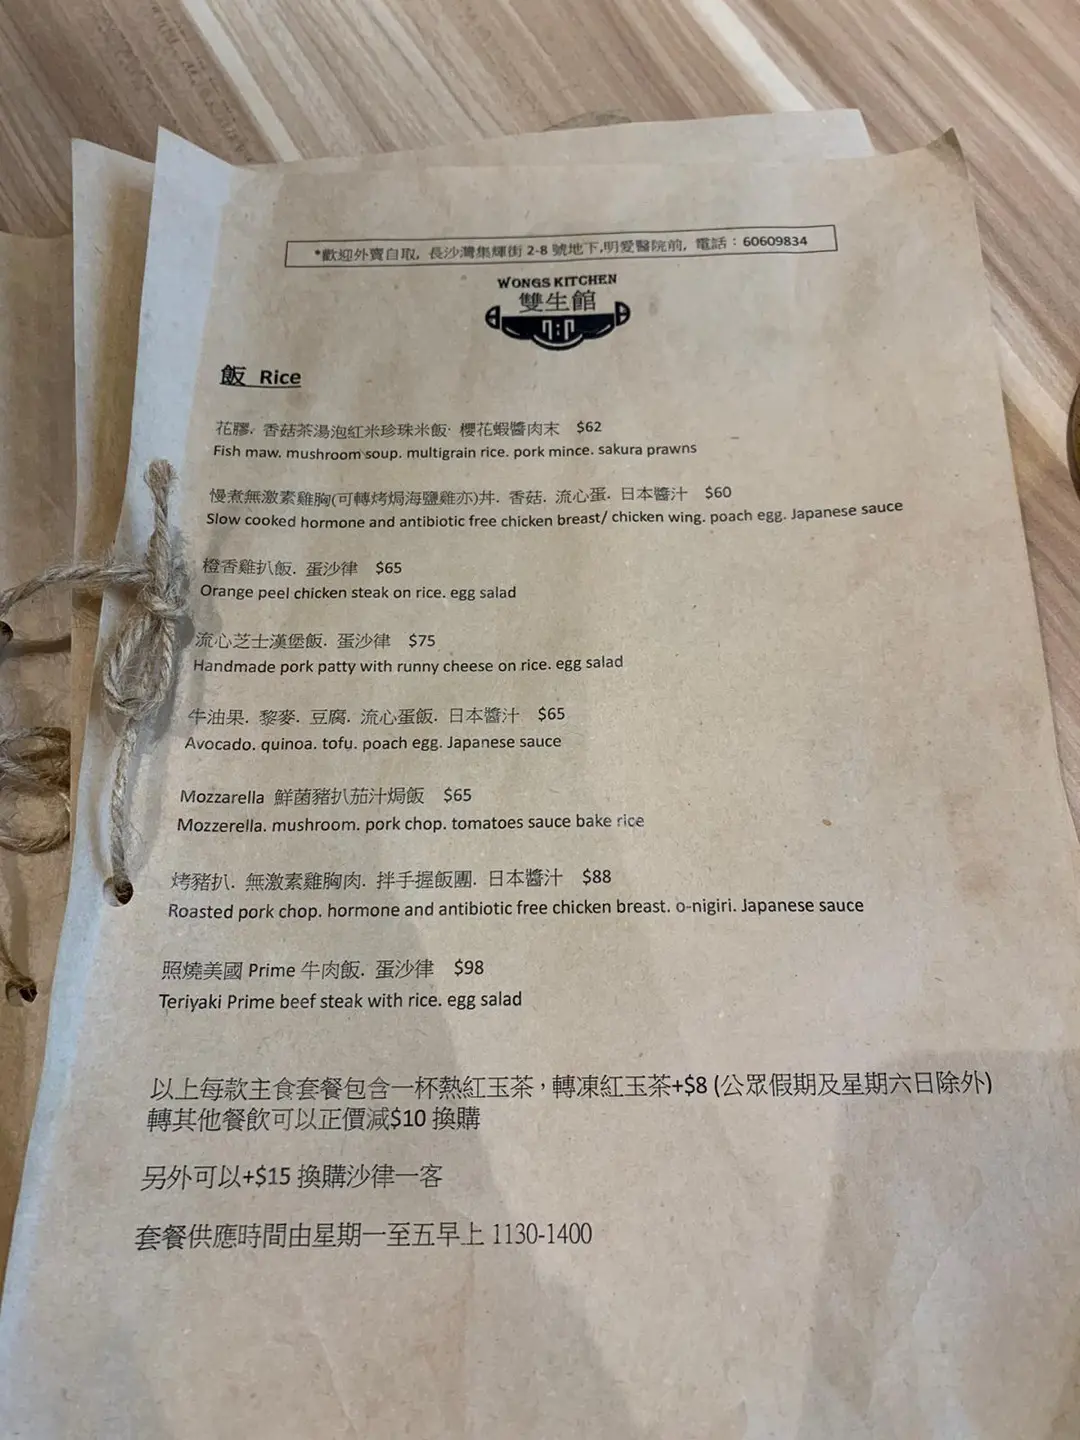 *歡迎外賣自取, 長沙灣集輝街 2-8 號地下,明愛醫院前, 電話：60609834
WONGS KITCHEN
雙生館
飯 Rice
花膠. 香菇茶湯泡紅米珍珠米飯· 櫻花蝦醬肉末 $62
Fish maw. mushroom soup. multigrain rice. pork mince. sakura prawns
慢煮無激素雞胸(可轉烤焗海鹽雞亦)丼. 香菇. 流心蛋. 日本醬汁 $60
Slow cooked hormone and antibiotic free chicken breast/ chicken wing. poach egg. Japanese sauce
橙香雞扒飯. 蛋沙律 $65
Orange peel chicken steak on rice. egg salad
流心芝士漢堡飯. 蛋沙律 $75
Handmade pork patty with runny cheese on rice. egg salad
牛油果. 黎麥. 豆腐. 流心蛋飯. 日本醬汁 $65
Avocado. quinoa. tofu. poach egg. Japanese sauce
Mozzarella 鮮菌豬扒茄汁焗飯 $65
Mozzerella. mushroom. pork chop. tomatoes sauce bake rice
烤豬扒. 無激素雞胸肉. 拌手握飯團. 日本醬汁 $88
Roasted pork chop. hormone and antibiotic free chicken breast. o-nigiri. Japanese sauce
照燒美國 Prime 牛肉飯. 蛋沙律 $98
Teriyaki Prime beef steak with rice. egg salad
以上每款主食套餐包含一杯熱紅玉茶，轉凍紅玉茶+$8 (公眾假期及星期六日除外)
轉其他餐飲可以正價減$10 換購
另外可以+$15 換購沙律一客
套餐供應時間由星期一至五早上 1130-1400